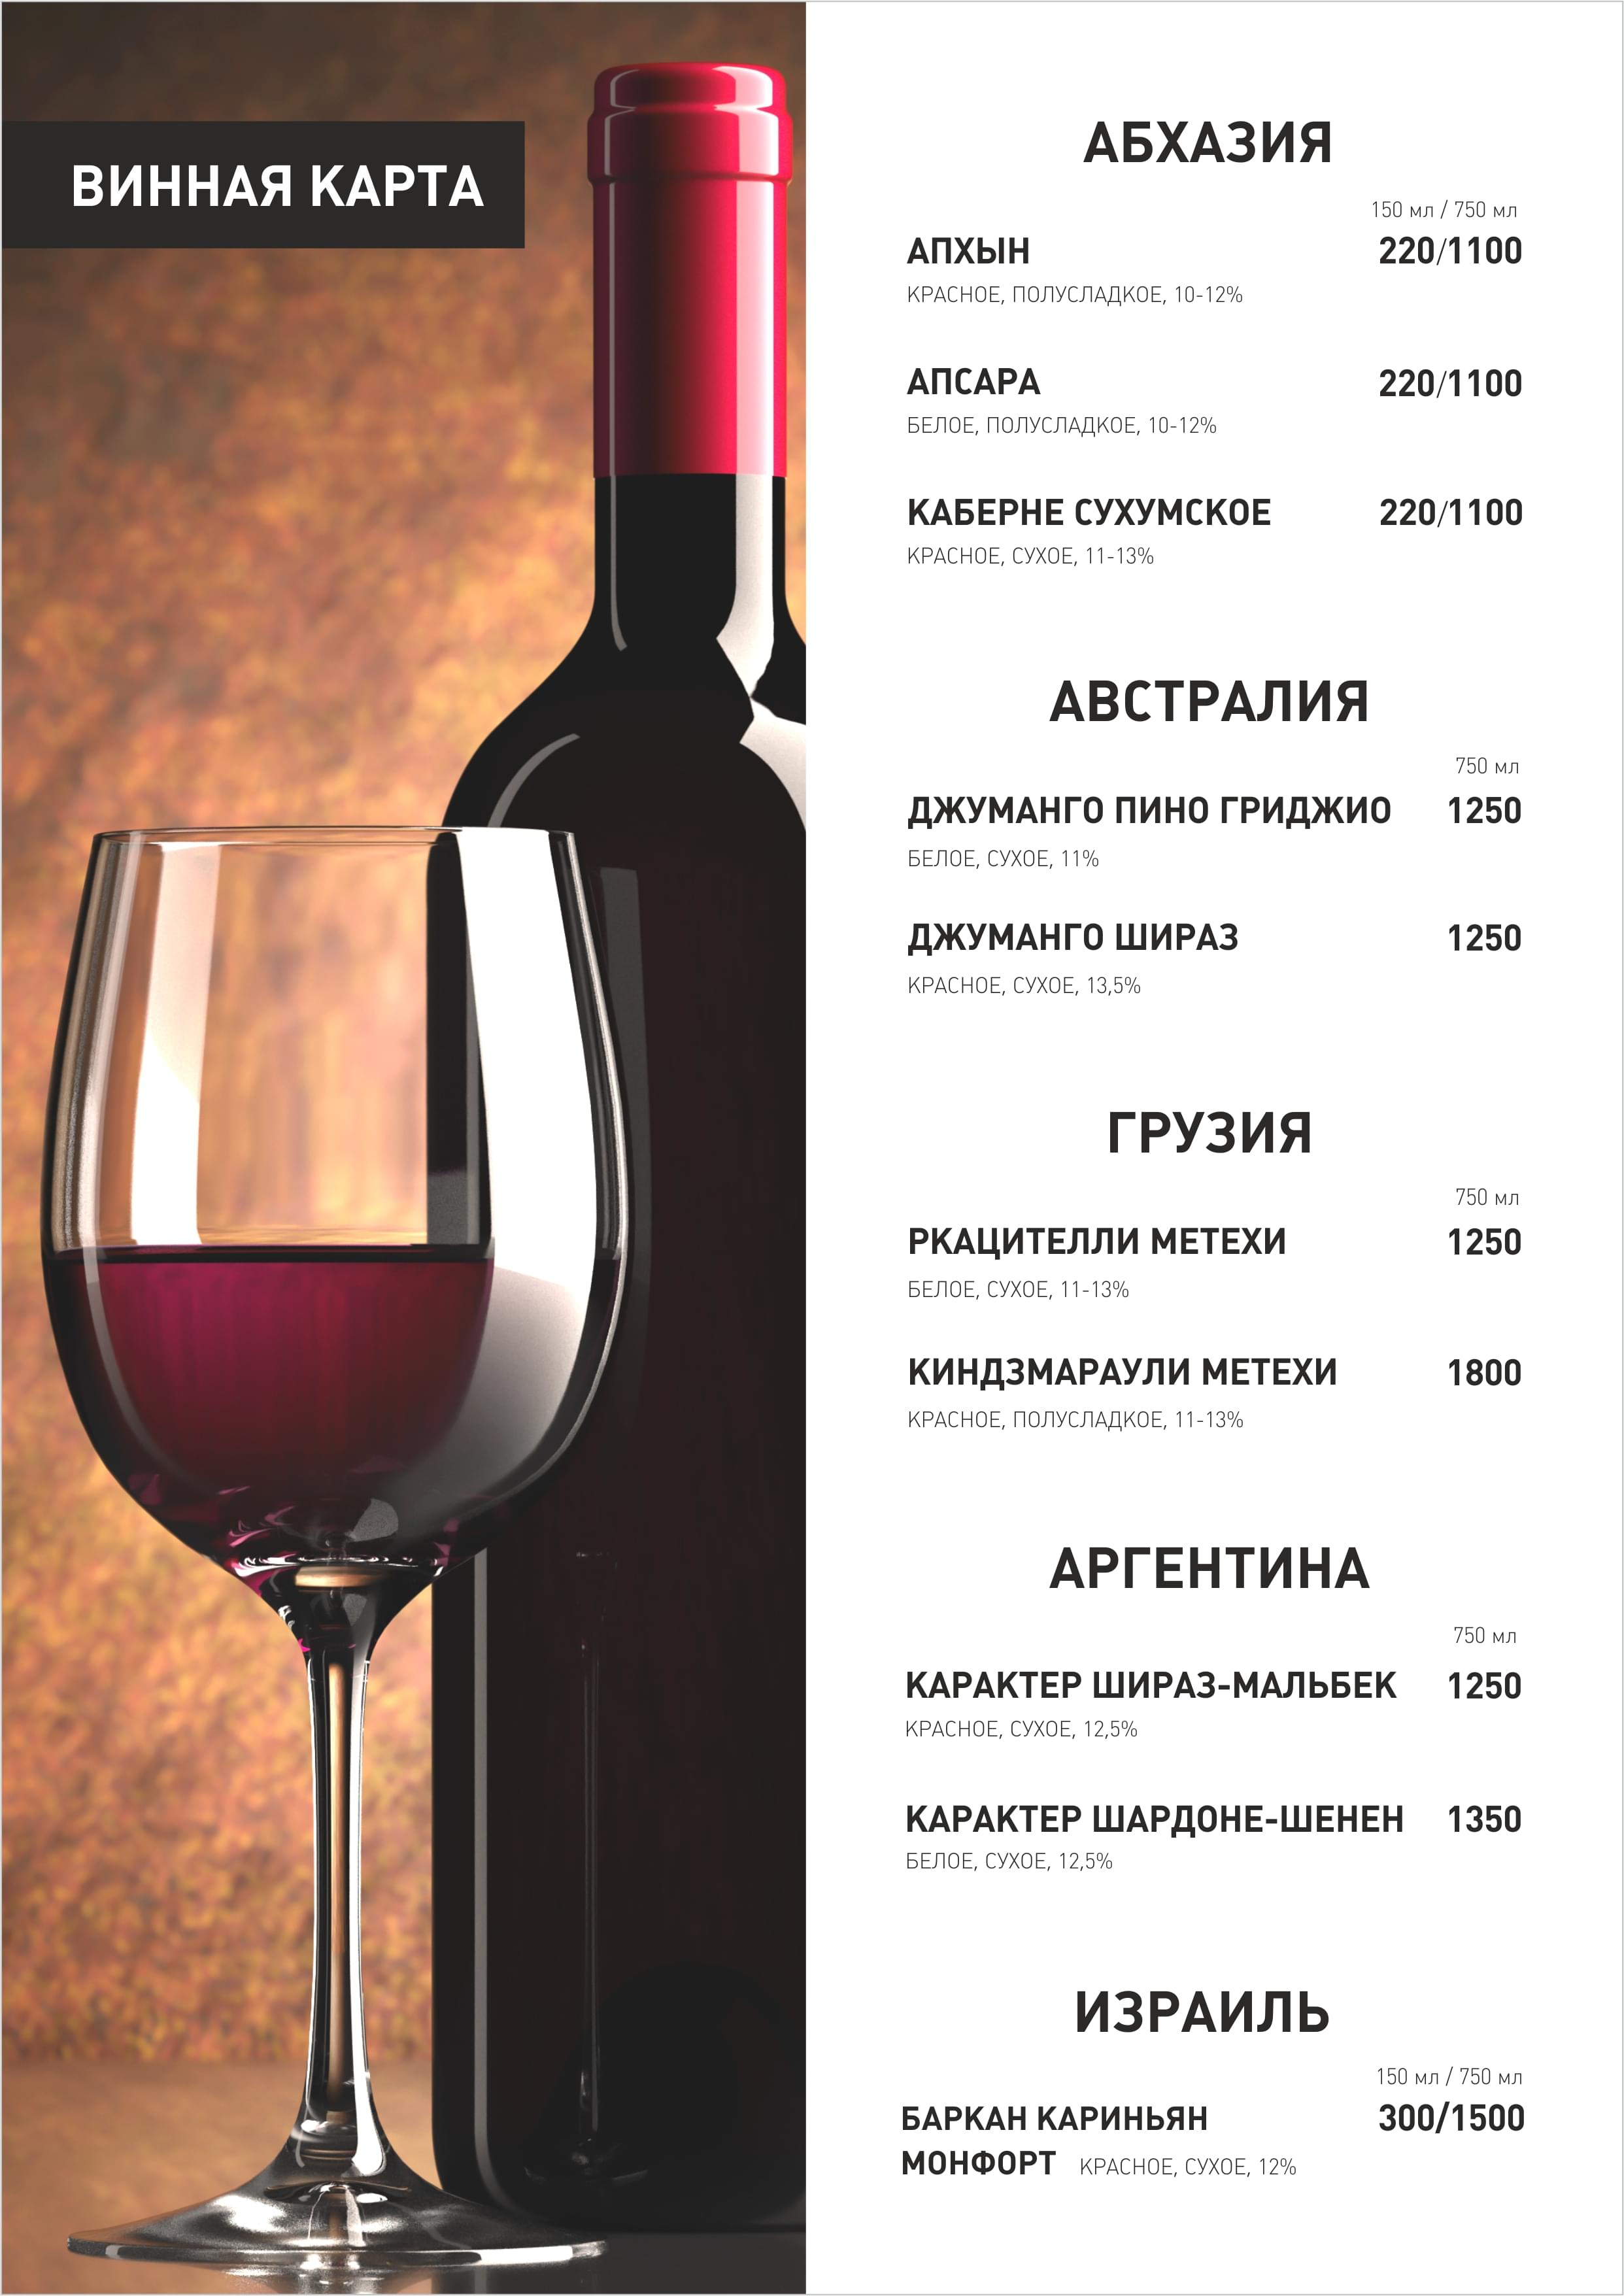 ВИННАЯ КАРТА
АБХАЗИЯ
150 мл / 750 мл
АПХЫН 220/1100
КРАСНОЕ, ПОЛУСЛАДКОЕ, 10-12%
АПСАРА 220/1100
БЕЛОЕ, ПОЛУСЛАДКОЕ, 10-12%
КАБЕРНЕ СУХУМСКОЕ 220/1100
КРАСНОЕ, СУХОЕ, 11-13%
АВСТРАЛИЯ
750 мл
ДЖУМАНГО ПИНО ГРИДЖИО 1250
БЕЛОЕ, СУХОЕ, 11%
ДЖУМАНГО ШИРАЗ 1250
КРАСНОЕ, СУХОЕ, 13,5%
ГРУЗИЯ
750 мл
РКАЦИТЕЛЛИ МЕТЕХИ 1250
БЕЛОЕ, СУХОЕ, 11-13%
КИНДЗМАРАУЛИ МЕТЕХИ 1800
КРАСНОЕ, ПОЛУСЛАДКОЕ, 11-13%
АРГЕНТИНА
750 мл
КАРАКТЕР ШИРАЗ-МАЛЬБЕК 1250
КРАСНОЕ, СУХОЕ, 12,5%
КАРАКТЕР ШАРДОНЕ-ШЕНЕН 1350
БЕЛОЕ, СУХОЕ, 12,5%
ИЗРАИЛЬ
150 мл / 750 мл
БАРКАН КАРИНЬЯН 300/1500
МОНФОРТ КРАСНОЕ, СУХОЕ, 12%